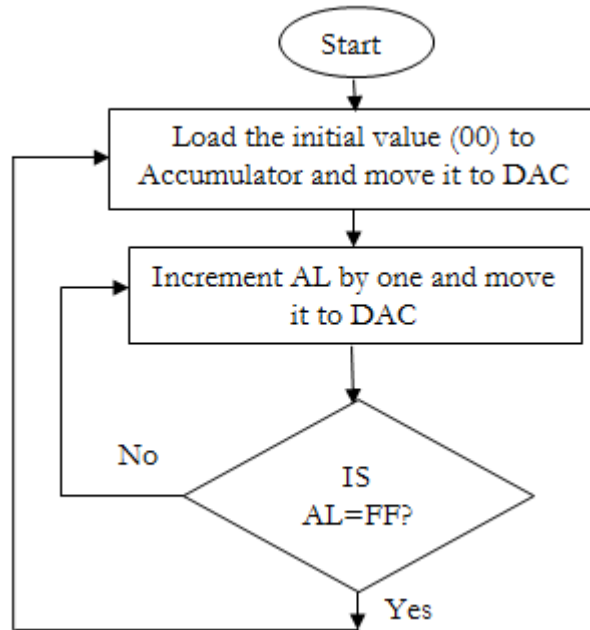 Start
Load the initial value (00) to
Accumulator and move it to DAC
Increment AL by one and move
it to DAC
No
IS
AL=FF?
Yes